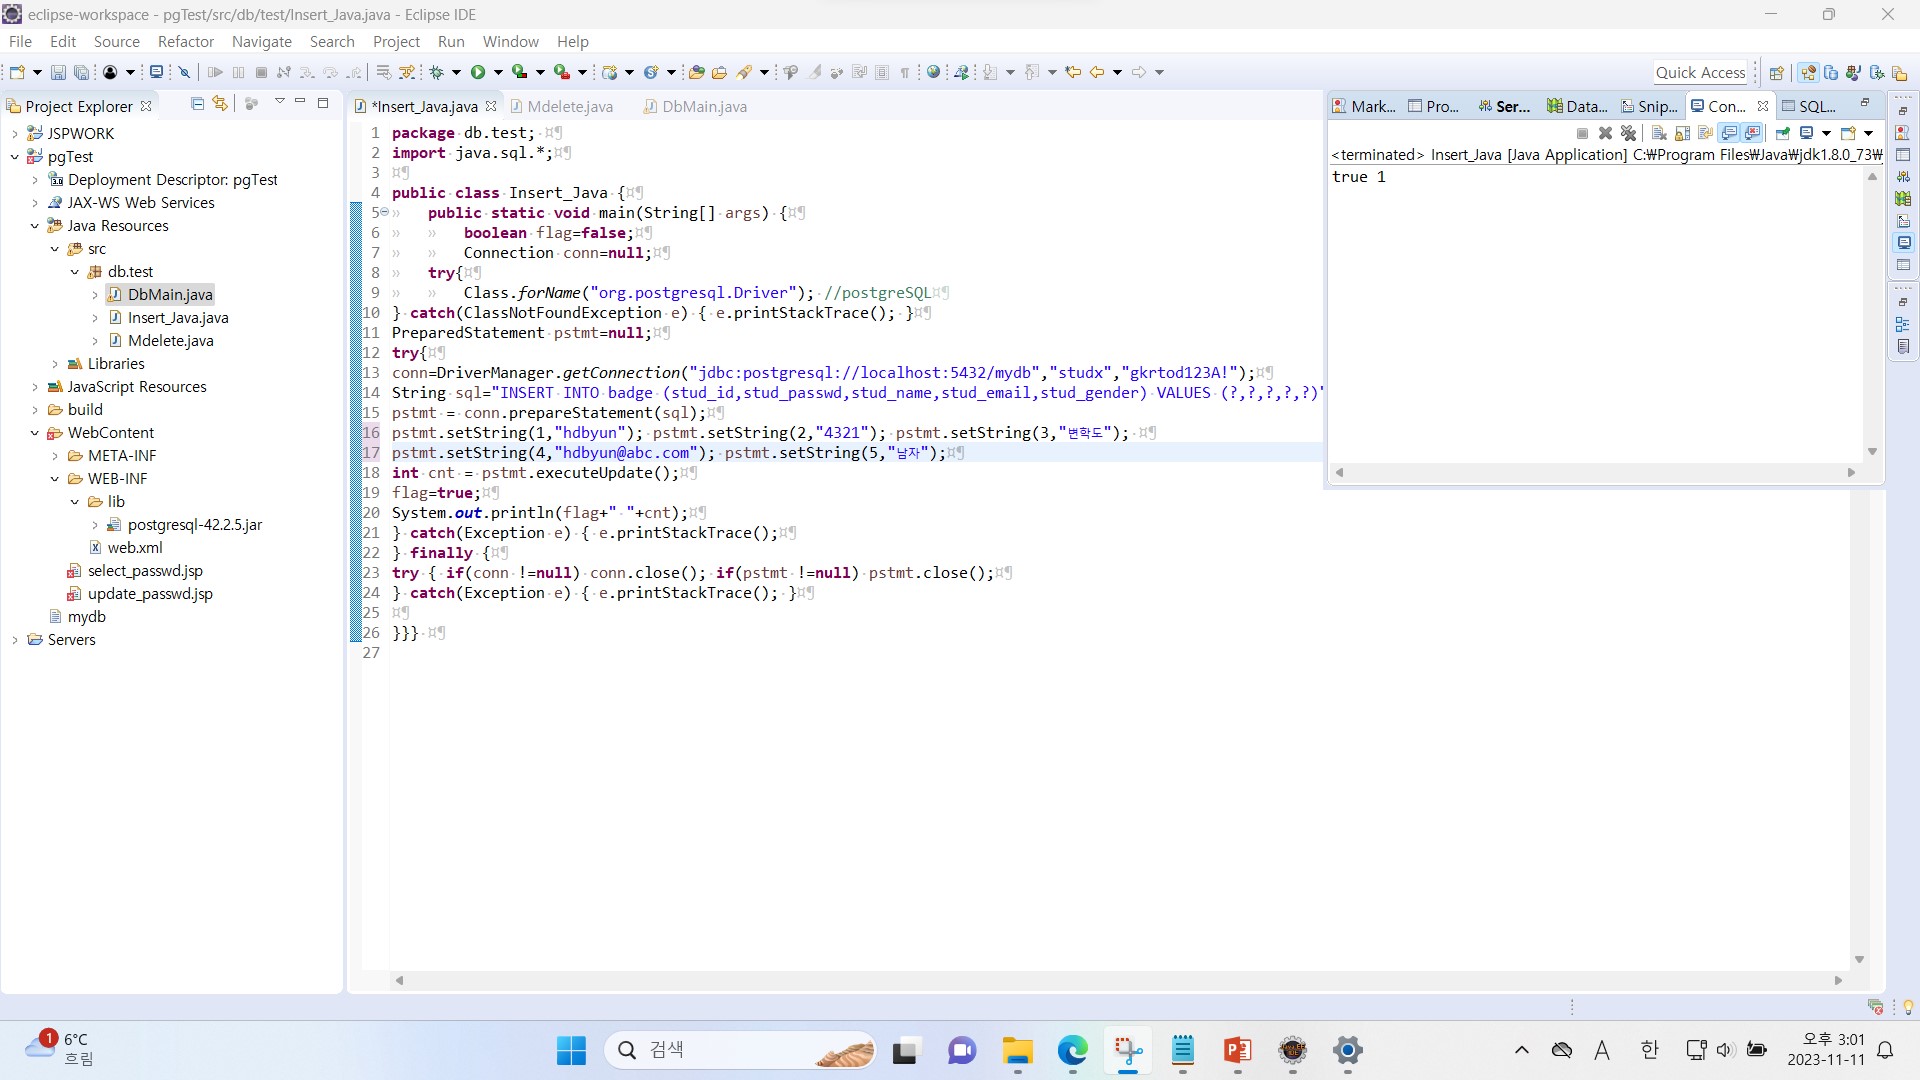 eclipse-workspace - pgTest/src/db/test/Insert_Java.java - Eclipse IDE
File Edit Source Refactor Navigate Search Project Run Window Help
Quick Access
Project Explorer
*Insert_Java.java Mdelete.java DbMain.java
Mark... Pro... Ser... Data... Snip... Con... SQL...
JSPWORK
pgTest
Deployment Descriptor: pgTest
JAX-WS Web Services
Java Resources
src
db.test
DbMain.java
Insert_Java.java
Mdelete.java
Libraries
JavaScript Resources
build
WebContent
META-INF
WEB-INF
lib
postgresql-42.2.5.jar
web.xml
select_passwd.jsp
update_passwd.jsp
mydb
Servers
1 package db.test;
2 import java.sql.*;
3
4 public class Insert_Java {
5 public static void main(String[] args) {
6 boolean flag=false;
7 Connection conn=null;
8 try{
9 Class.forName("org.postgresql.Driver"); //postgreSQL
10 } catch(ClassNotFoundException e) { e.printStackTrace(); }
11 PreparedStatement pstmt=null;
12 try{
13 conn=DriverManager.getConnection("jdbc:postgresql://localhost:5432/mydb","studx","gkrtod123A!");
14 String sql="INSERT INTO badge (stud_id,stud_passwd,stud_name,stud_email,stud_gender) VALUES (?,?,?,?,?)"
15 pstmt = conn.prepareStatement(sql);
16 pstmt.setString(1,"hdbyun"); pstmt.setString(2,"4321"); pstmt.setString(3,"변학도");
17 pstmt.setString(4,"hdbyun@abc.com"); pstmt.setString(5,"남자");
18 int cnt = pstmt.executeUpdate();
19 flag=true;
20 System.out.println(flag+" "+cnt);
21 } catch(Exception e) { e.printStackTrace();
22 } finally {
23 try { if(conn !=null) conn.close(); if(pstmt !=null) pstmt.close();
24 } catch(Exception e) { e.printStackTrace(); }
25
26 }}}
27
<terminated> Insert_Java [Java Application] C:₩Program Files₩Java₩jdk1.8.0_73₩
true 1
1
6°C
흐림
검색
A
한
오후 3:01
2023-11-11